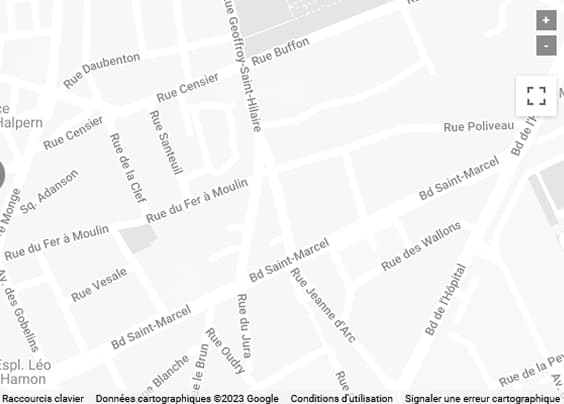 Rue Geoffroy-Saint-Hilaire
Rue Buffon
+
-
Rue Daubenton
Rue Censier
Halpern
Rue Censier
Rue Santeuil
Rue de la Clef
Rue Poliveau
Bd de l'H
Sq. Adanson
Rue du Fer à Moulin
Bd Saint-Marcel
Rue du Fer à Moulin
Rue des Wallons
Bd Saint-Marcel
Rue Vesale
Av. des Gobelins
Bd de l'Hôpital
Rue Jeanne d'Arc
Rue du Jura
Bd Saint-Marcel
Rue Oudry
Espl. Léo
Hamon
Blanche
le Brun
Rue de la Pe
Raccourcis clavier
Données cartographiques ©2023 Google
Conditions d'utilisation
Signaler une erreur cartographique